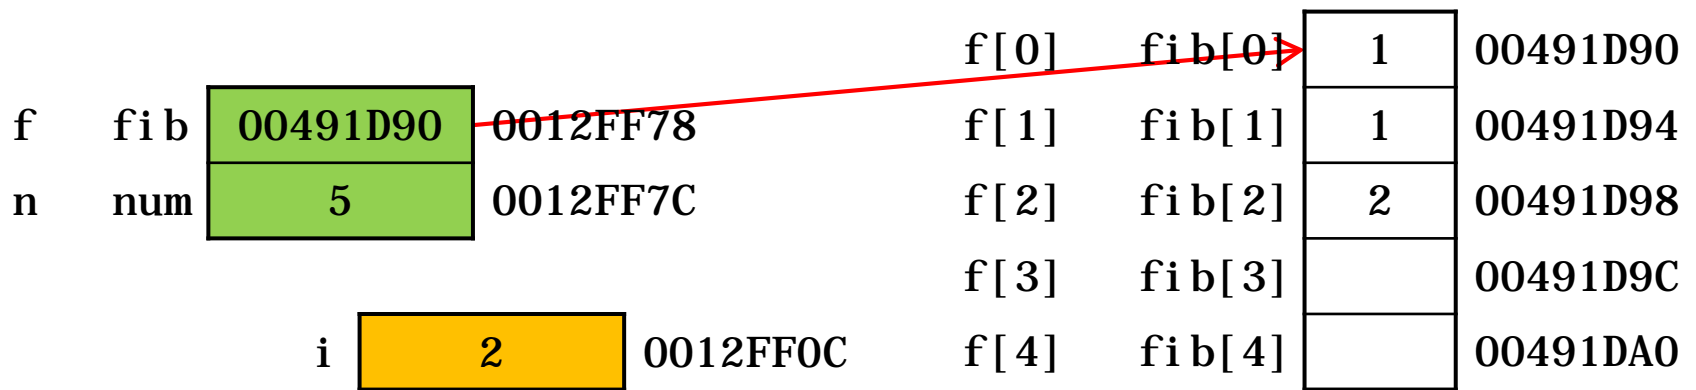 f[0] fib[0] 1 00491D90
f fib 00491D90 0012FF78 f[1] fib[1] 1 00491D94
n num 5 0012FF7C f[2] fib[2] 2 00491D98
f[3] fib[3] 00491D9C
i 2 0012FF0C f[4] fib[4] 00491DA0